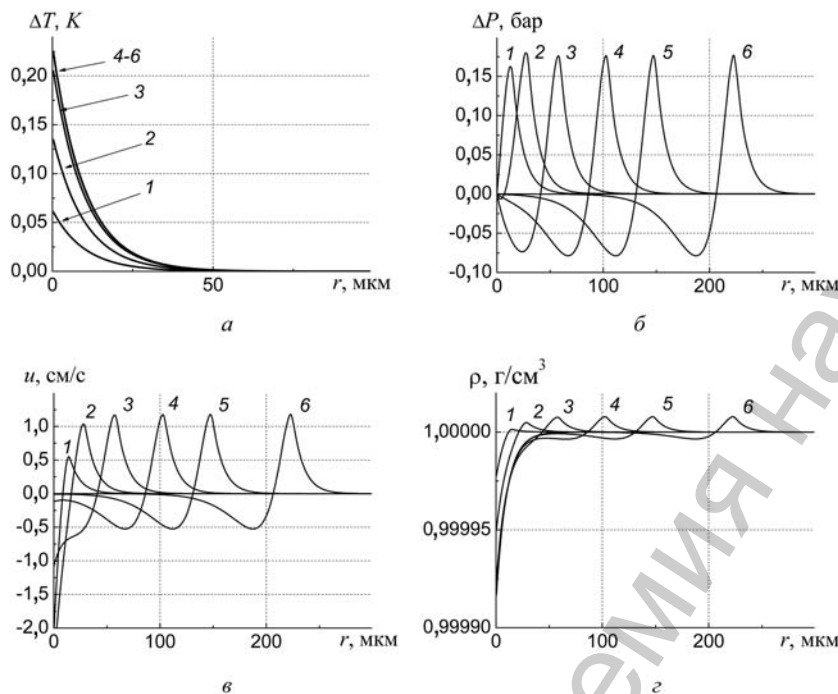 ΔT, K
0,20
0,15
0,10
0,05
0,00
4-6
3
2
1
50
r, мкм
а
ΔP, бар
0,15
0,10
0,05
0,00
-0,05
-0,10
1 2 3 4 5 6
0 100 200
r, мкм
б
u, см/с
1,0
0,5
0,0
-0,5
-1,0
-1,5
-2,0
1 2 3 4 5 6
0 100 200
r, мкм
в
ρ, г/см³
1,00000
0,99995
0,99990
1 2 3 4 5 6
0 100 200
r, мкм
г
емия на